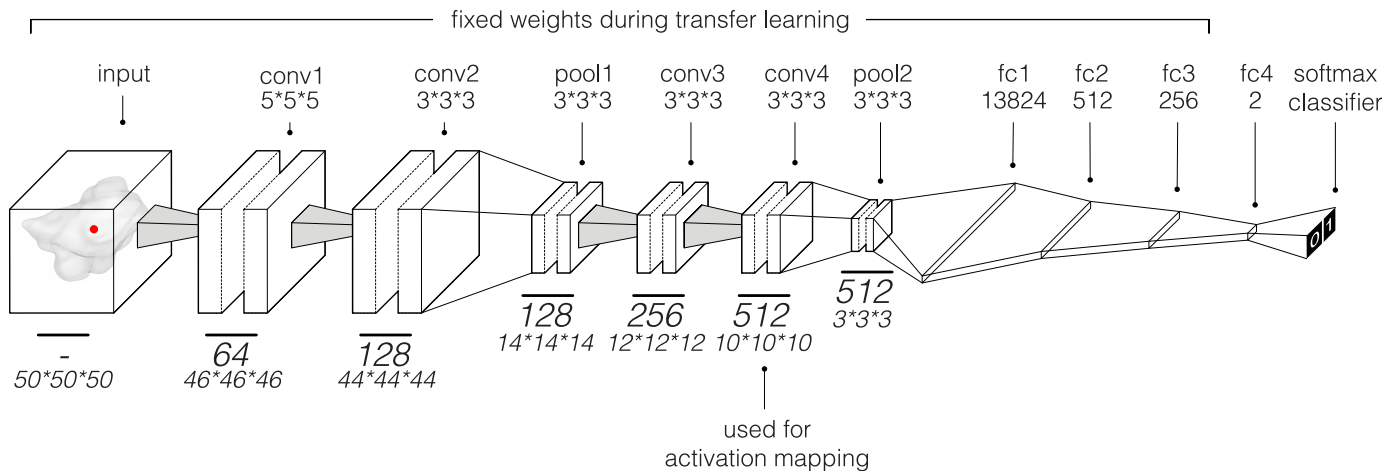 fixed weights during transfer learning
input
conv1
5*5*5
conv2
3*3*3
pool1
3*3*3
conv3
3*3*3
conv4
3*3*3
pool2
3*3*3
fc1
13824
fc2
512
fc3
256
fc4
2
softmax
classifier
0 1
-
50*50*50
64
46*46*46
128
44*44*44
128
14*14*14
256
12*12*12
512
10*10*10
512
3*3*3
used for
activation mapping